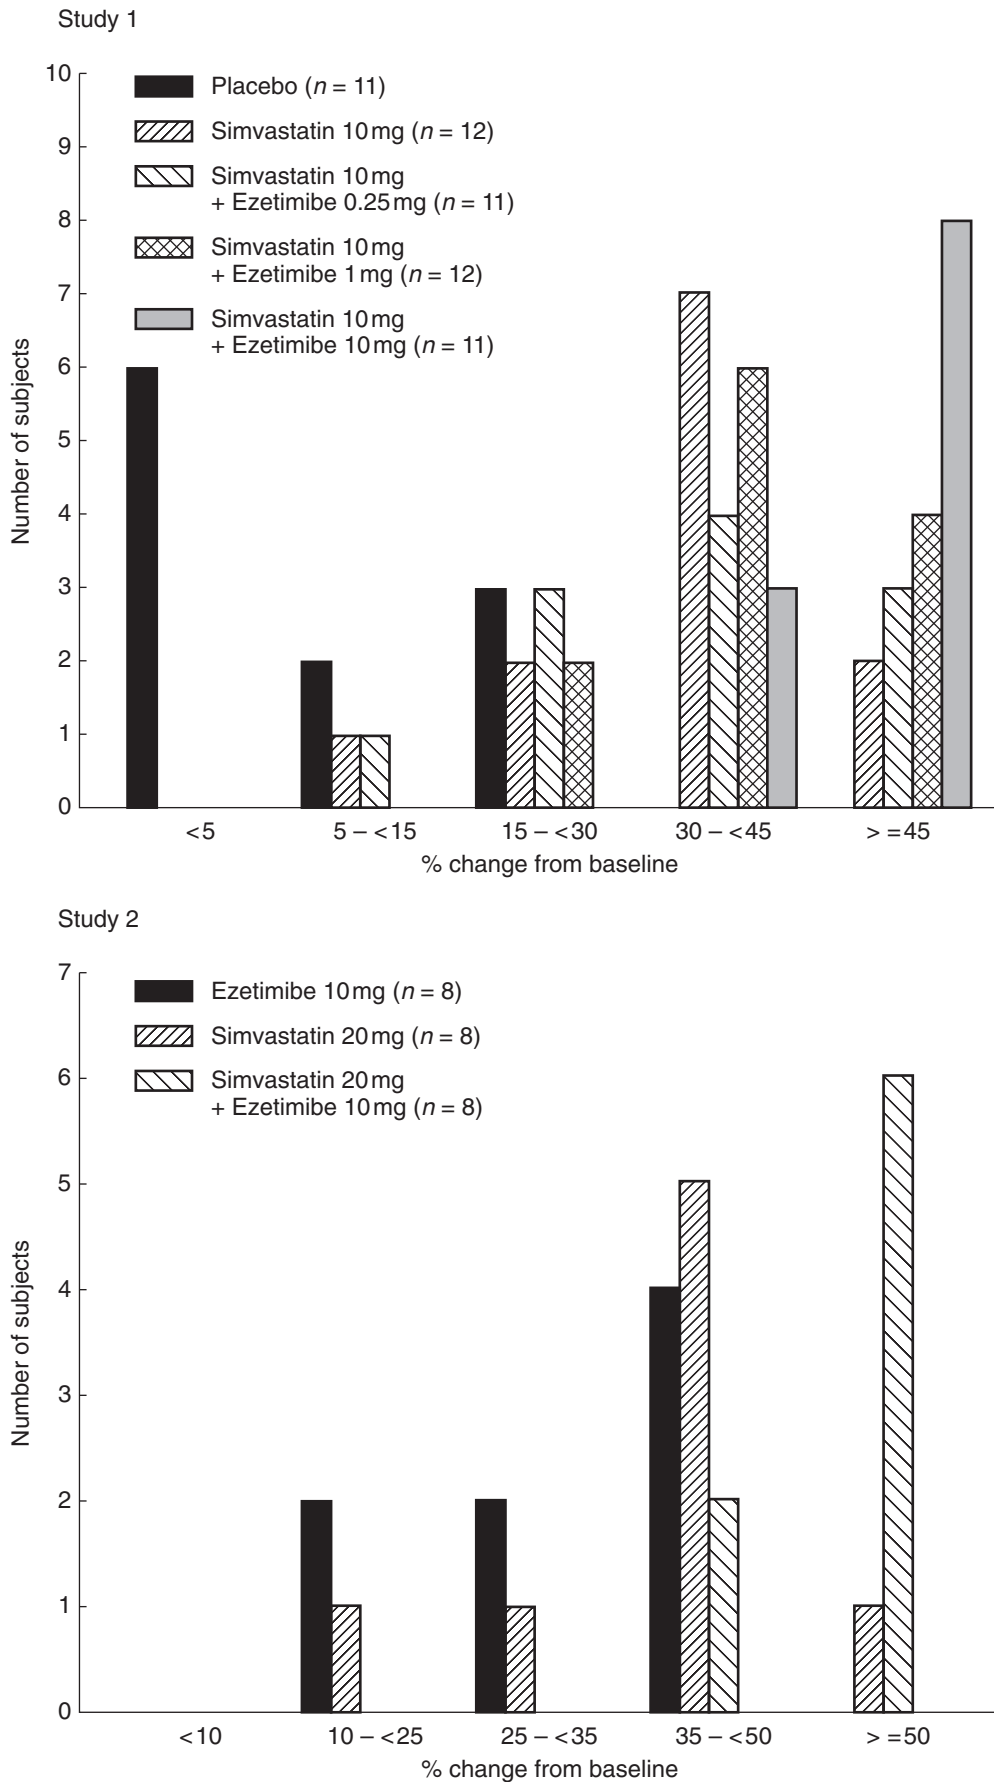 Study 1
10
9
8
7
6
5
4
3
2
1
0
Number of subjects
Placebo (n = 11)
Simvastatin 10 mg (n = 12)
Simvastatin 10 mg
+ Ezetimibe 0.25 mg (n = 11)
Simvastatin 10 mg
+ Ezetimibe 1 mg (n = 12)
Simvastatin 10 mg
+ Ezetimibe 10 mg (n = 11)
<5 5 – <15 15 – <30 30 – <45 > =45
% change from baseline
Study 2
7
6
5
4
3
2
1
0
Number of subjects
Ezetimibe 10 mg (n = 8)
Simvastatin 20 mg (n = 8)
Simvastatin 20 mg
+ Ezetimibe 10 mg (n = 8)
<10 10 – <25 25 – <35 35 – <50 > =50
% change from baseline